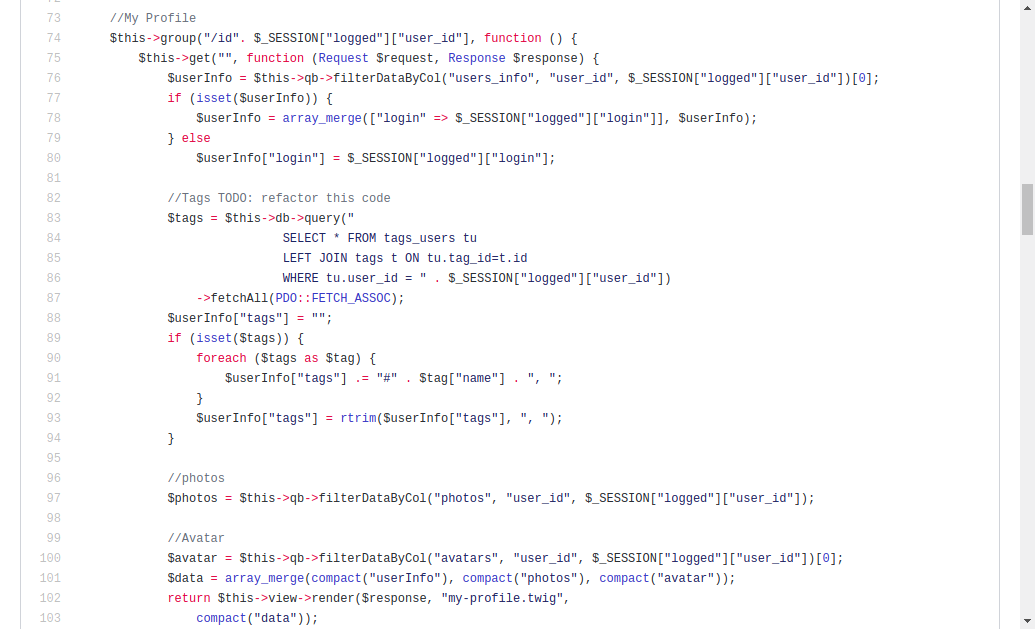 73 //My Profile
74 $this->group("/id". $_SESSION["logged"]["user_id"], function () {
75 $this->get("", function (Request $request, Response $response) {
76 $userInfo = $this->qb->filterDataByCol("users_info", "user_id", $_SESSION["logged"]["user_id"])[0];
77 if (isset($userInfo)) {
78 $userInfo = array_merge(["login" => $_SESSION["logged"]["login"]], $userInfo);
79 } else
80 $userInfo["login"] = $_SESSION["logged"]["login"];
81
82 //Tags TODO: refactor this code
83 $tags = $this->db->query("
84 SELECT * FROM tags_users tu
85 LEFT JOIN tags t ON tu.tag_id=t.id
86 WHERE tu.user_id = " . $_SESSION["logged"]["user_id"])
87 ->fetchAll(PDO::FETCH_ASSOC);
88 $userInfo["tags"] = "";
89 if (isset($tags)) {
90 foreach ($tags as $tag) {
91 $userInfo["tags"] .= "#" . $tag["name"] . ", ";
92 }
93 $userInfo["tags"] = rtrim($userInfo["tags"], ", ");
94 }
95
96 //photos
97 $photos = $this->qb->filterDataByCol("photos", "user_id", $_SESSION["logged"]["user_id"]);
98
99 //Avatar
100 $avatar = $this->qb->filterDataByCol("avatars", "user_id", $_SESSION["logged"]["user_id"])[0];
101 $data = array_merge(compact("userInfo"), compact("photos"), compact("avatar"));
102 return $this->view->render($response, "my-profile.twig",
103 compact("data"));